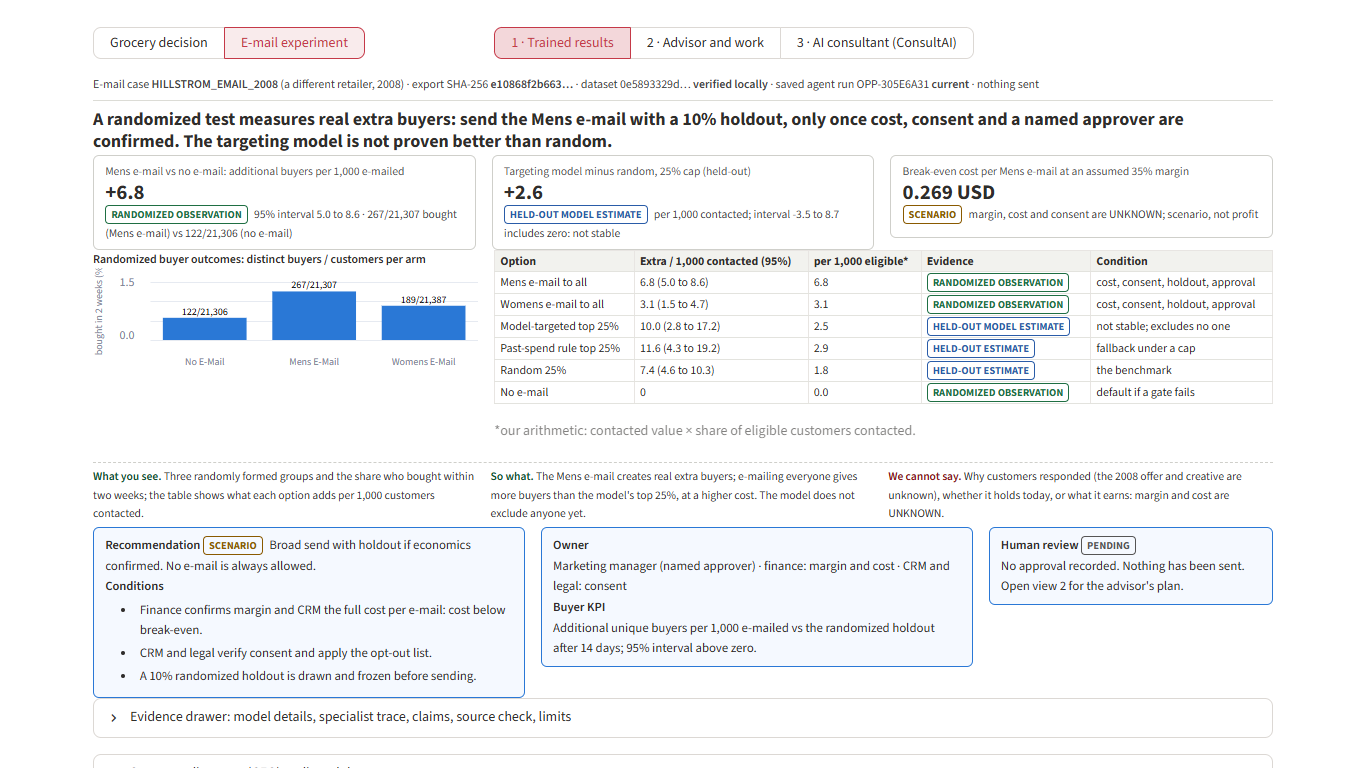 Grocery decision
E-mail experiment
1 · Trained results
2 · Advisor and work
3 · AI consultant (ConsultAI)
E-mail case HILLSTROM_EMAIL_2008 (a different retailer, 2008) · export SHA-256 e10868f2b663… · dataset 0e5893329d… verified locally · saved agent run OPP-305E6A31 current · nothing sent
A randomized test measures real extra buyers: send the Mens e-mail with a 10% holdout, only once cost, consent and a named approver are
confirmed. The targeting model is not proven better than random.
Mens e-mail vs no e-mail: additional buyers per 1,000 e-mailed
+6.8
RANDOMIZED OBSERVATION 95% interval 5.0 to 8.6 · 267/21,307 bought
(Mens e-mail) vs 122/21,306 (no e-mail)
Targeting model minus random, 25% cap (held-out)
+2.6
HELD-OUT MODEL ESTIMATE per 1,000 contacted; interval -3.5 to 8.7
includes zero: not stable
Break-even cost per Mens e-mail at an assumed 35% margin
0.269 USD
SCENARIO margin, cost and consent are UNKNOWN; scenario, not profit
Randomized buyer outcomes: distinct buyers / customers per arm
bought in 2 weeks (%
1.5
0.0
122/21,306
267/21,307
189/21,387
No E-Mail
Mens E-Mail
Womens E-Mail
Option Extra / 1,000 contacted (95%) per 1,000 eligible* Evidence Condition
Mens e-mail to all 6.8 (5.0 to 8.6) 6.8 RANDOMIZED OBSERVATION cost, consent, holdout, approval
Womens e-mail to all 3.1 (1.5 to 4.7) 3.1 RANDOMIZED OBSERVATION cost, consent, holdout, approval
Model-targeted top 25% 10.0 (2.8 to 17.2) 2.5 HELD-OUT MODEL ESTIMATE not stable; excludes no one
Past-spend rule top 25% 11.6 (4.3 to 19.2) 2.9 HELD-OUT ESTIMATE fallback under a cap
Random 25% 7.4 (4.6 to 10.3) 1.8 HELD-OUT ESTIMATE the benchmark
No e-mail 0 0.0 RANDOMIZED OBSERVATION default if a gate fails
*our arithmetic: contacted value × share of eligible customers contacted.
What you see. Three randomly formed groups and the share who bought within
two weeks; the table shows what each option adds per 1,000 customers
contacted.
So what. The Mens e-mail creates real extra buyers; e-mailing everyone gives
more buyers than the model's top 25%, at a higher cost. The model does not
exclude anyone yet.
We cannot say. Why customers responded (the 2008 offer and creative are
unknown), whether it holds today, or what it earns: margin and cost are
UNKNOWN.
Recommendation SCENARIO Broad send with holdout if economics
confirmed. No e-mail is always allowed.
Conditions
• Finance confirms margin and CRM the full cost per e-mail: cost below
break-even.
• CRM and legal verify consent and apply the opt-out list.
• A 10% randomized holdout is drawn and frozen before sending.
Owner
Marketing manager (named approver) · finance: margin and cost · CRM and
legal: consent
Buyer KPI
Additional unique buyers per 1,000 e-mailed vs the randomized holdout
after 14 days; 95% interval above zero.
Human review PENDING
No approval recorded. Nothing has been sent.
Open view 2 for the advisor's plan.
Evidence drawer: model details, specialist trace, claims, source check, limits